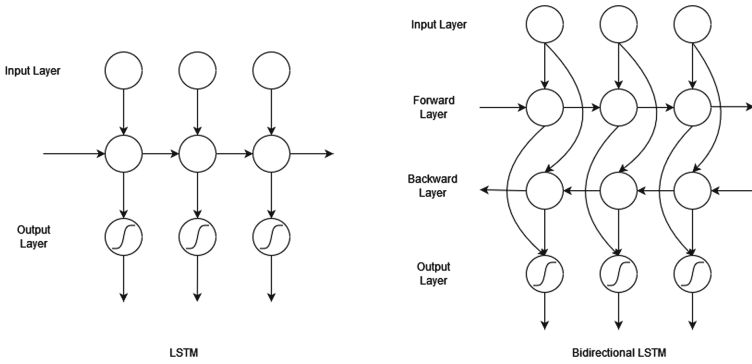 Input Layer
Output
Layer
LSTM
Input Layer
Forward
Layer
Backward
Layer
Output
Layer
Bidirectional LSTM